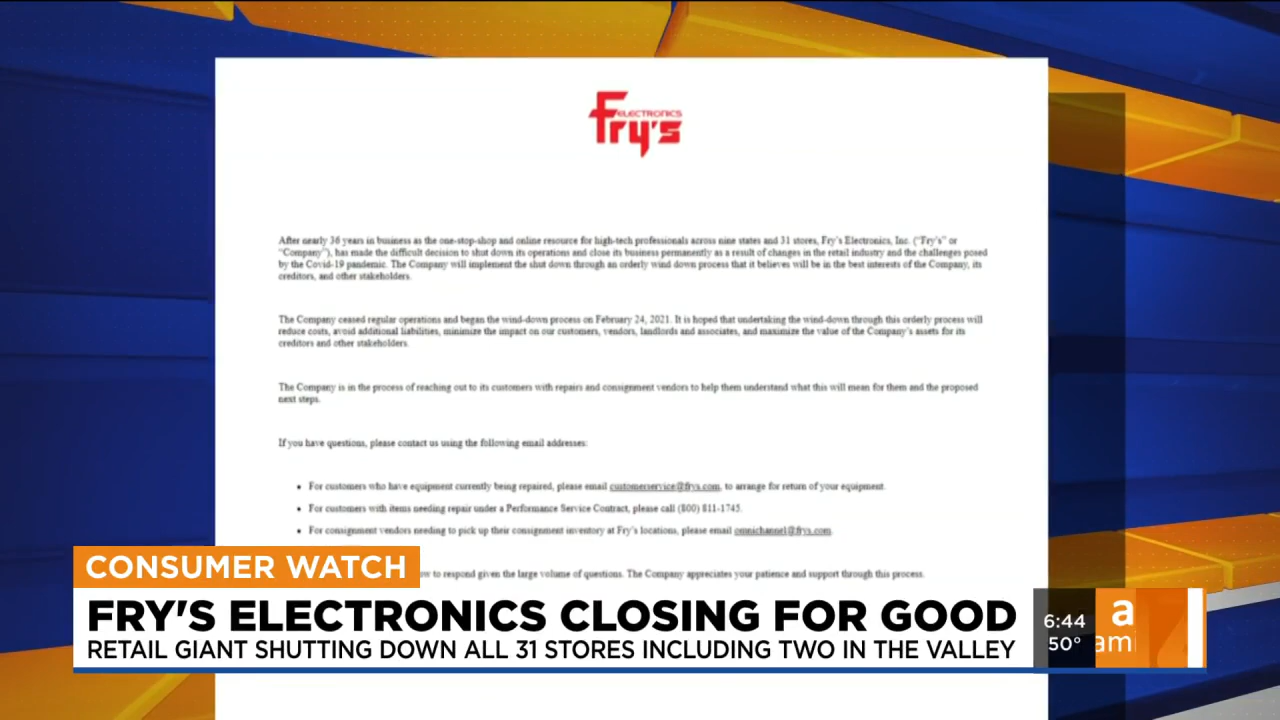 ELECTRONICS
Fry's
After nearly 36 years in business as the one-stop-shop and online resource for high-tech professionals across nine states and 31 stores, Fry's Electronics, Inc. ("Fry's" or
"Company"), has made the difficult decision to shut down its operations and close its business permanently as a result of changes in the retail industry and the challenges posed
by the Covid-19 pandemic. The Company will implement the shut down through an orderly wind down process that it believes will be in the best interests of the Company, its
creditors, and other stakeholders.
The Company ceased regular operations and began the wind-down process on February 24, 2021. It is hoped that undertaking the wind-down through this orderly process will
reduce costs, avoid additional liabilities, minimize the impact on our customers, vendors, landlords and associates, and maximize the value of the Company's assets for its
creditors and other stakeholders.
The Company is in the process of reaching out to its customers with repairs and consignment vendors to help them understand what this will mean for them and the proposed
next steps.
If you have questions, please contact us using the following email addresses:
• For customers who have equipment currently being repaired, please email customerservice@frys.com, to arrange for return of your equipment.
• For customers with items needing repair under a Performance Service Contract, please call (800) 811-1745.
• For consignment vendors needing to pick up their consignment inventory at Fry's locations, please email omnichannel@frys.com.
to respond given the large volume of questions. The Company appreciates your patience and support through this process.
CONSUMER WATCH
FRY'S ELECTRONICS CLOSING FOR GOOD
RETAIL GIANT SHUTTING DOWN ALL 31 STORES INCLUDING TWO IN THE VALLEY
6:44
50°
a
am